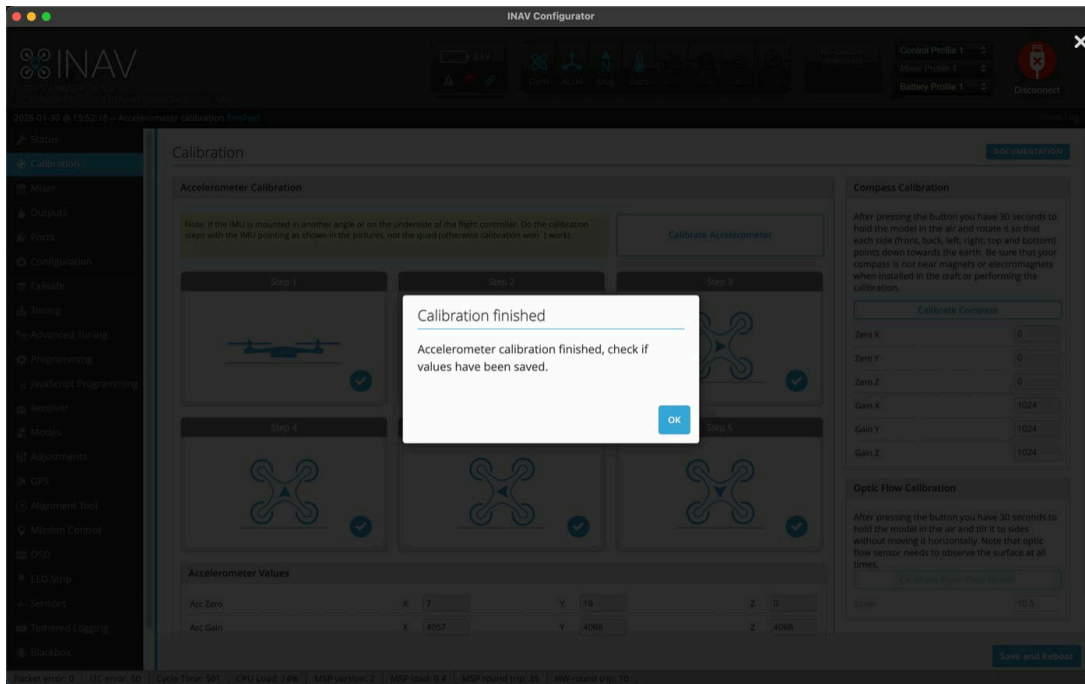 INAV Configurator
INAV
Gyro Accel Mag Baro
Control Profile 1
Mixer Profile 1
Battery Profile 1
Disconnect
2026-01-30 @ 15:52:16 -- Accelerometer calibration finished
Status
Calibration
Mixer
Outputs
Ports
Configuration
Failsafe
Tuning
Advanced Tuning
Programming
JavaScript Programming
Receiver
Modes
Adjustments
GPS
Alignment Tool
Mission Control
OSD
LED Strip
Sensors
Tethered Logging
Blackbox
Calibration
DOCUMENTATION
Accelerometer Calibration
Note: If the IMU is mounted in another angle or on the underside of the flight controller. Do the calibration
steps with the IMU pointing as shown in the pictures, not the quad (otherwise calibration won`t works.
Calibrate Accelerometer
Step 1
Step 2
Step 3
Step 4
Step 6
Calibration finished
Accelerometer calibration finished, check if
values have been saved.
OK
Accelerometer Values
Acc Zero X 7 Y 19 Z 0
Acc Gain X 4057 Y 4068 Z 4068
Compass Calibration
After pressing the button you have 30 seconds to
hold the model in the air and rotate it so that
each side (front, back, left, right, top and bottom)
points down towards the earth. Be sure that your
compass is not near magnets or electromagnets
when installed in the craft or performing the
calibration.
Calibrate Compass
Zero X 0
Zero Y 0
Zero Z 0
Gain X 1024
Gain Y 1024
Gain Z 1024
Optic Flow Calibration
After pressing the button you have 30 seconds to
hold the model in the air and tilt it to sides
without moving it horizontally. Note that optic
flow sensor needs to observe the surface at all
times.
Calibrate Optic Flow Sensor
Scale 10.5
Save and Reboot
Packet error: 0 I2C error: 50 Cycle Time: 501 CPU Load: 14% MSP version: 2 MSP load: 0.4 MSP round trip: 35 HW round trip: 10